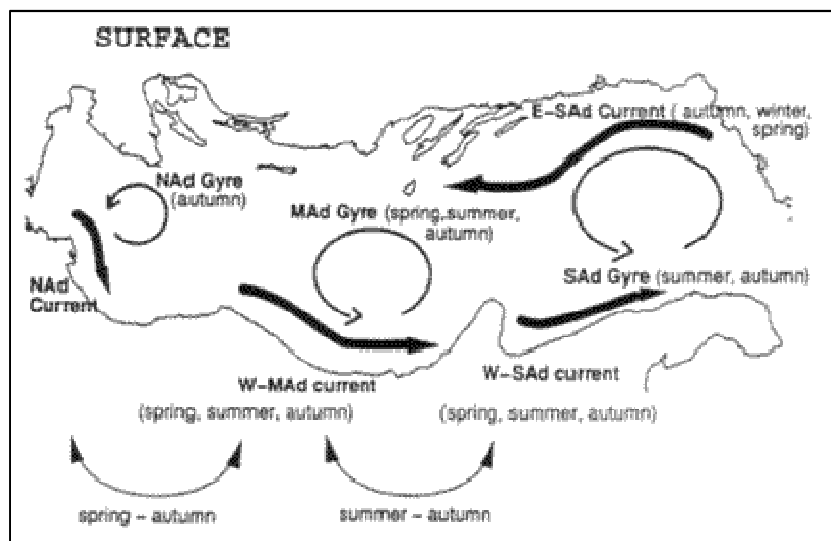 SURFACE
E-SAd Current ( autumn, winter,
spring)
NAd Gyre
(autumn)
MAd Gyre (spring,summer,
autumn)
SAd Gyre (summer, autumn)
NAd
Current
W-MAd current
(spring, summer, autumn)
W-SAd current
(spring, summer, autumn)
spring - autumn
summer - autumn